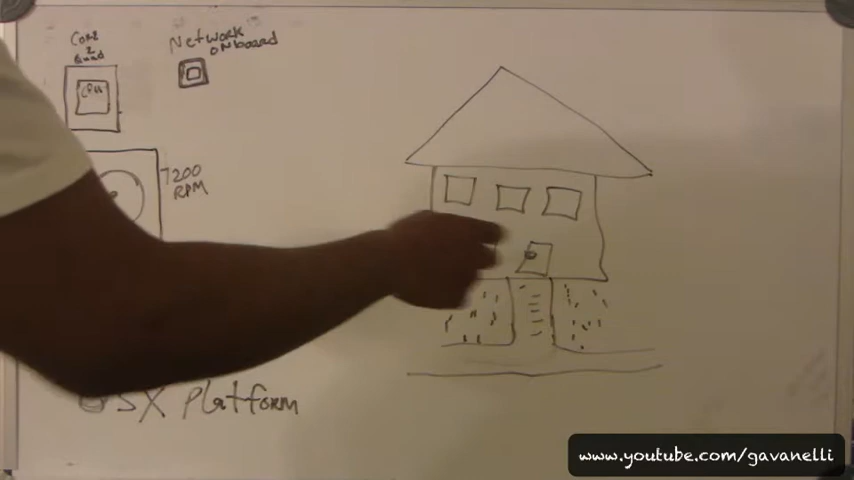 Core
2
Quad
CPU
Network
onboard
7200
RPM
OSX Platform
www.youtube.com/gavanelli